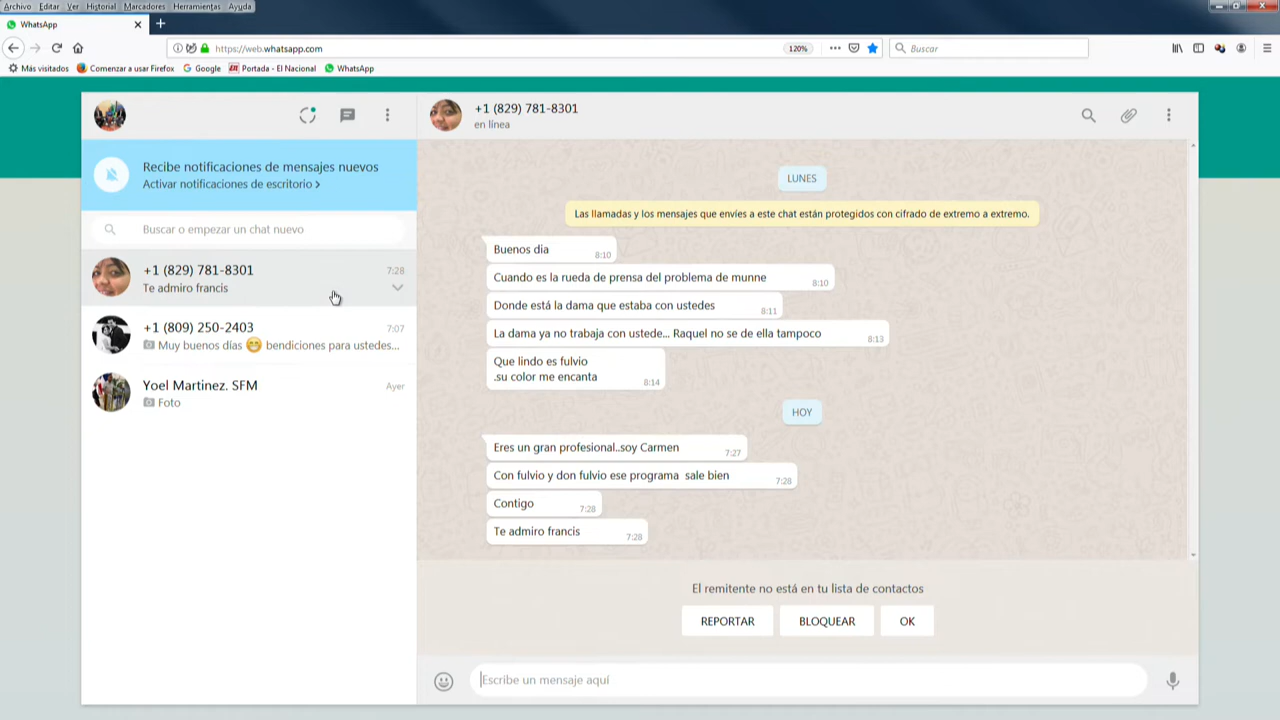 Archivo Editar Ver Historial Marcadores Herramientas Ayuda
WhatsApp
https://web.whatsapp.com
120%
Buscar
Más visitados
Comenzar a usar Firefox
Google
Portada - El Nacional
WhatsApp
Recibe notificaciones de mensajes nuevos
Activar notificaciones de escritorio >
Buscar o empezar un chat nuevo
+1 (829) 781-8301 7:28
Te admiro francis
+1 (809) 250-2403 7:07
Muy buenos días 😁 bendiciones para ustedes...
Yoel Martinez. SFM Ayer
Foto
+1 (829) 781-8301
en línea
LUNES
Las llamadas y los mensajes que envíes a este chat están protegidos con cifrado de extremo a extremo.
Buenos dia 8:10
Cuando es la rueda de prensa del problema de munne 8:10
Donde está la dama que estaba con ustedes 8:11
La dama ya no trabaja con ustede... Raquel no se de ella tampoco 8:13
Que lindo es fulvio
.su color me encanta 8:14
HOY
Eres un gran profesional..soy Carmen 7:27
Con fulvio y don fulvio ese programa sale bien 7:28
Contigo 7:28
Te admiro francis 7:28
El remitente no está en tu lista de contactos
REPORTAR
BLOQUEAR
OK
Escribe un mensaje aquí